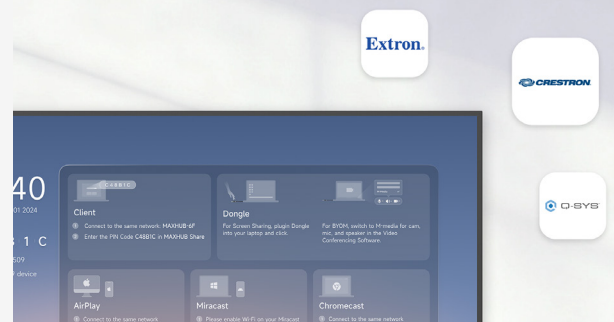 Extron.
CRESTRON.
Q-SYS
40
01 2024
1 C
509
device
C4BB1C
Client
Connect to the same network: MAXHUB-6F
Enter the PIN Code C4BB1C in MAXHUB Share
Dongle
For Screen Sharing, plugin Dongle
into your laptop and click.
For BYOM, switch to M-media for cam,
mic, and speaker in the Video
Conferencing Software.
AirPlay
Connect to the same network
Miracast
Please enable Wi-Fi on your Miracast
Chromecast
Connect to the same network